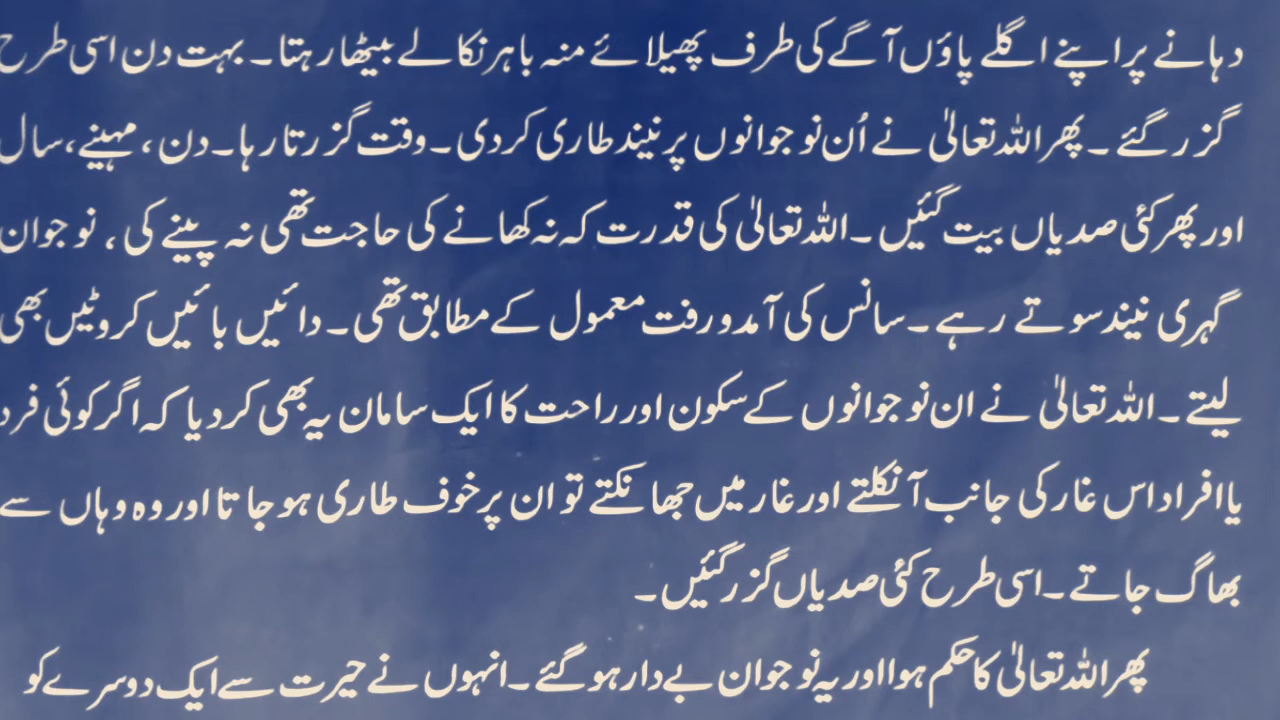 دہانے پر اپنے اگلے پاؤں آگے کی طرف پھیلائے منہ باہر نکالے بیٹھا رہتا۔ بہت دن اسی طرح
گزر گئے ۔ پھر اللہ تعالیٰ نے اُن نوجوانوں پر نیند طاری کر دی۔ وقت گزرتا رہا۔ دن، مہینے، سال
اور پھر کئی صدیاں بیت گئیں ۔ اللہ تعالیٰ کی قدرت کہ نہ کھانے کی حاجت تھی نہ پینے کی، نوجوان
گہری نیند سوتے رہے ۔ سانس کی آمد و رفت معمول کے مطابق تھی۔ دائیں بائیں کروٹیں بھی
لیتے ۔ اللہ تعالیٰ نے ان نوجوانوں کے سکون اور راحت کا ایک سامان یہ بھی کر دیا کہ اگر کوئی فرد
یا افراد اس غار کی جانب آ نکلتے اور غار میں جھانکتے تو ان پر خوف طاری ہو جاتا اور وہ وہاں سے
بھاگ جاتے ۔ اسی طرح کئی صدیاں گزر گئیں۔
پھر اللہ تعالیٰ کا حکم ہوا اور یہ نوجوان بے دار ہو گئے ۔ انہوں نے حیرت سے ایک دوسرے کو